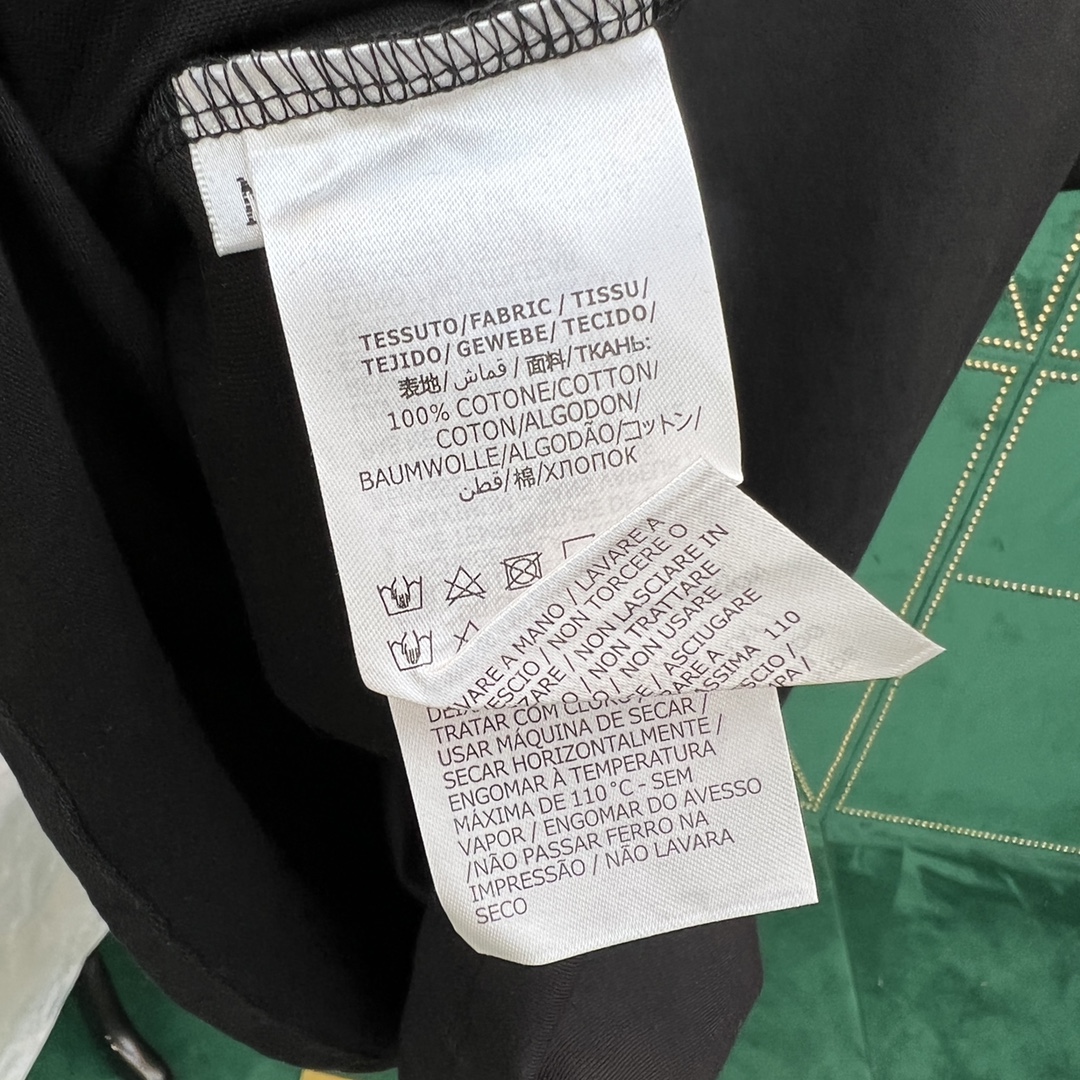 TESSUTO/FABRIC / TISSU/
TEJIDO/ GEWEBE/ TECIDO/
表地/ قماش / 面料/ТКАНЬ:
100% COTONE/COTTON/
COTON/ALGODON/
BAUMWOLLE/ALGODÃO/コットン/
قطن/棉/ХЛОПОК
LAVARE A MANO / LAVARE A
/ NON TORCERE O
/ NON LASCIARE IN
/ NON TRATTARE
/ NON USARE
/ ASCIUGARE
110
TRATAR COM
USAR MÁQUINA DE SECAR /
SECAR HORIZONTALMENTE /
ENGOMAR À TEMPERATURA
MÁXIMA DE 110 °C - SEM
VAPOR / ENGOMAR DO AVESSO
/NÃO PASSAR FERRO NA
IMPRESSÃO / NÃO LAVARA
SECO